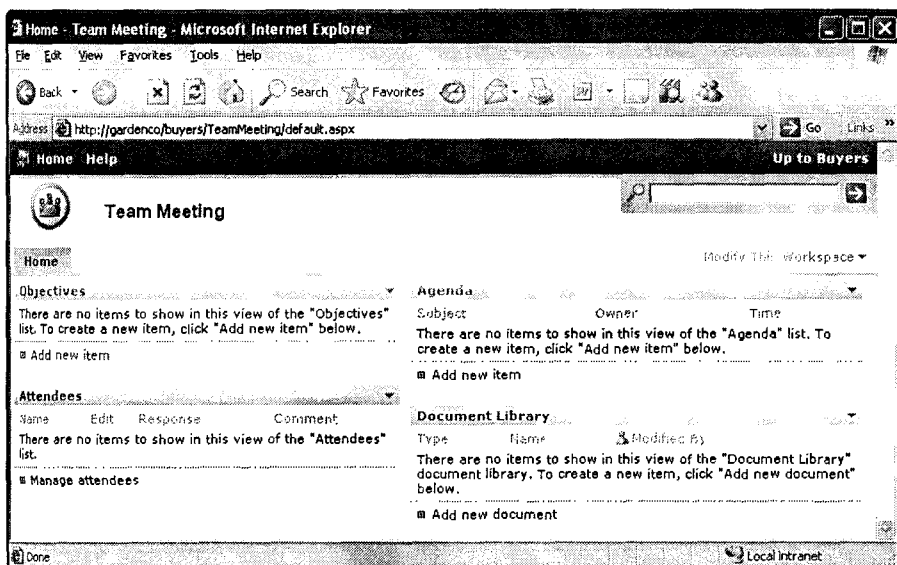 Home - Team Meeting - Microsoft Internet Explorer
File Edit View Favorites Tools Help
Back Search Favorites
Address http://gardenco/buyers/TeamMeeting/default.aspx Go Links »
Home Help Up to Buyers
Team Meeting
Home Modify This Workspace
Objectives
There are no items to show in this view of the "Objectives"
list. To create a new item, click "Add new item" below.
Add new item
Attendees
Name Edit Response Comment
There are no items to show in this view of the "Attendees"
list.
Manage attendees
Agenda
Subject Owner Time
There are no items to show in this view of the "Agenda" list. To
create a new item, click "Add new item" below.
Add new item
Document Library
Type Name Modified By
There are no items to show in this view of the "Document Library"
document library. To create a new item, click "Add new document"
below.
Add new document
Done Local intranet